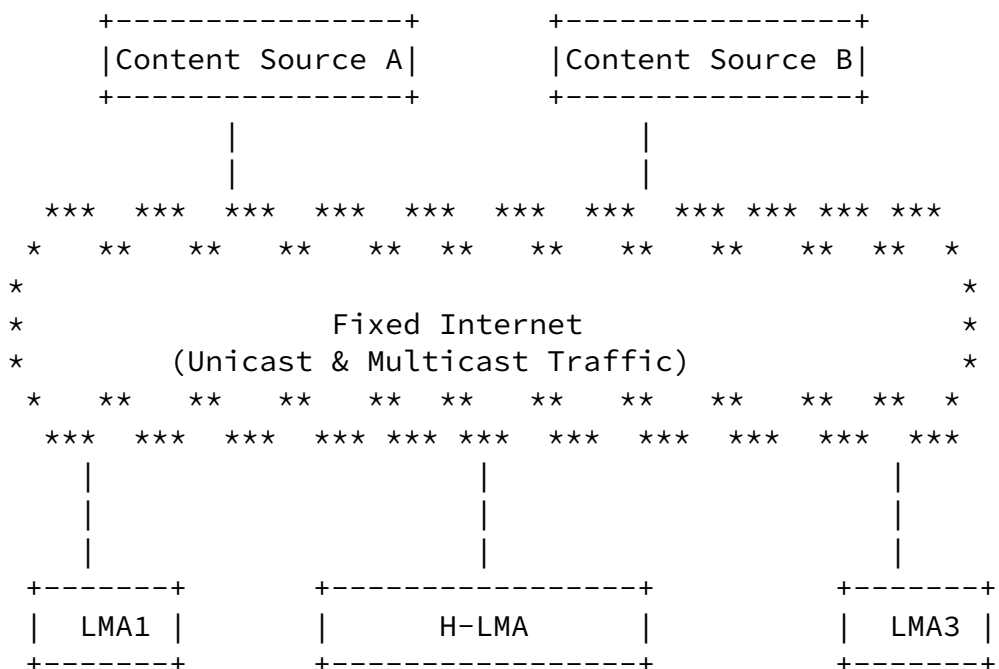 +----------------+       +----------------+
|Content Source A|       |Content Source B|
+----------------+       +----------------+
|                      |
|                      |
***  ***  ***  ***  ***  ***  ***  *** *** *** ***
*   **   **   **   **  **   **   **   **   **  **  *
*                                                    *
*                 Fixed Internet                     *
*        (Unicast & Multicast Traffic)               *
*   **   **   **   **  **   **   **   **   **  **  *
***  ***  ***  *** *** ***  ***  ***  ***  ***  ***
|                     |                      |
|                     |                      |
|                     |                      |
+-------+       +-----------------+          +-------+
|  LMA1 |       |      H-LMA      |          |  LMA3 |
+-------+       +-----------------+          +-------+